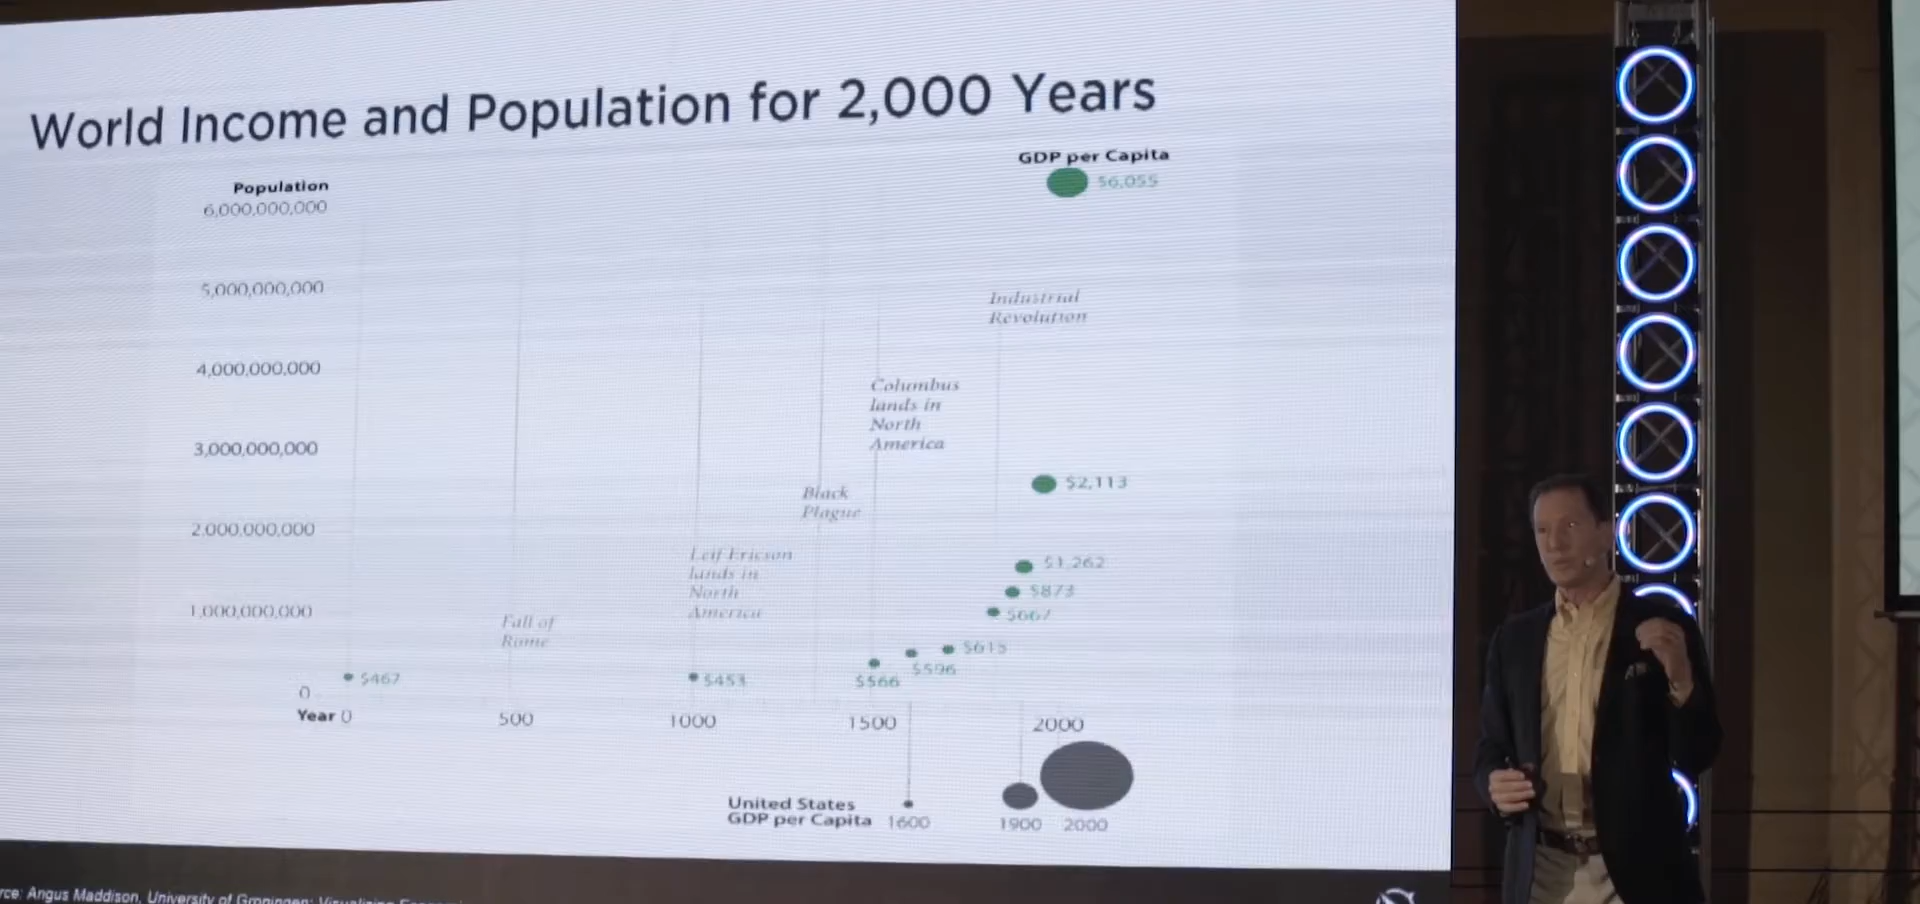 World Income and Population for 2,000 Years
GDP per Capita
$6,055
Population
6,000,000,000
5,000,000,000
Industrial
Revolution
4,000,000,000
Columbus
lands in
North
America
3,000,000,000
$2,113
Black
Plague
2,000,000,000
Leif Ericson
lands in
North
America
$1,262
$873
1,000,000,000
$667
Fall of
Rome
$615
$596
$566
$467
$453
0
Year 0
500
1000
1500
2000
United States
GDP per Capita
1600
1900
2000
Angus Maddison, University of Groningen;